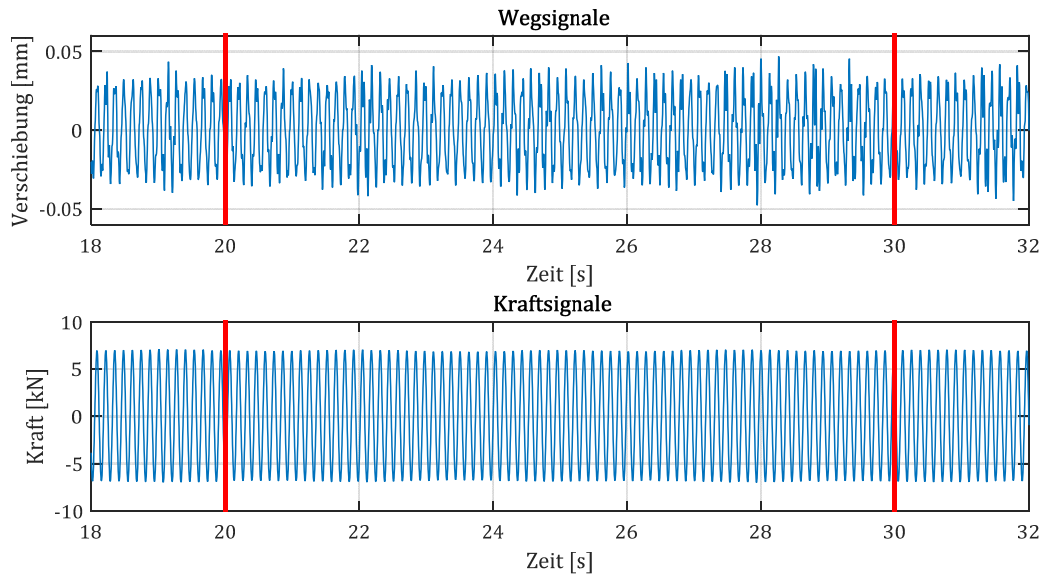 Wegsignale
Verschiebung [mm]
0.05
0
-0.05
18 20 22 24 26 28 30 32
Zeit [s]
Kraftsignale
Kraft [kN]
10
5
0
-5
-10
18 20 22 24 26 28 30 32
Zeit [s]